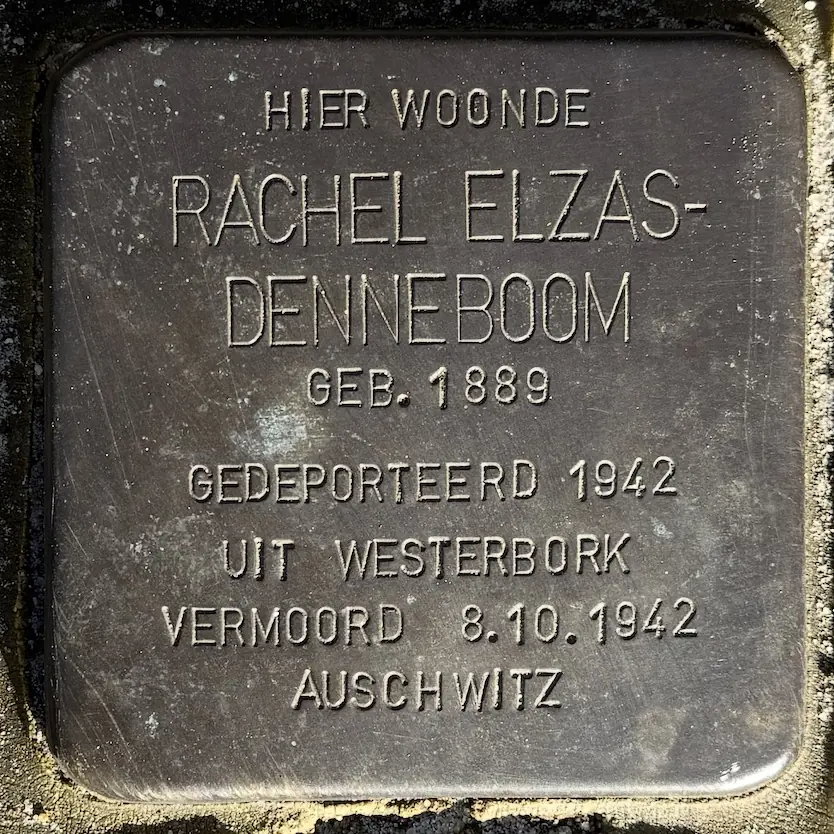 HIER WOONDE
RACHEL ELZAS-
DENNEBOOM
GEB. 1889
GEDEPORTEERD 1942
UIT WESTERBORK
VERMOORD 8.10.1942
AUSCHWITZ